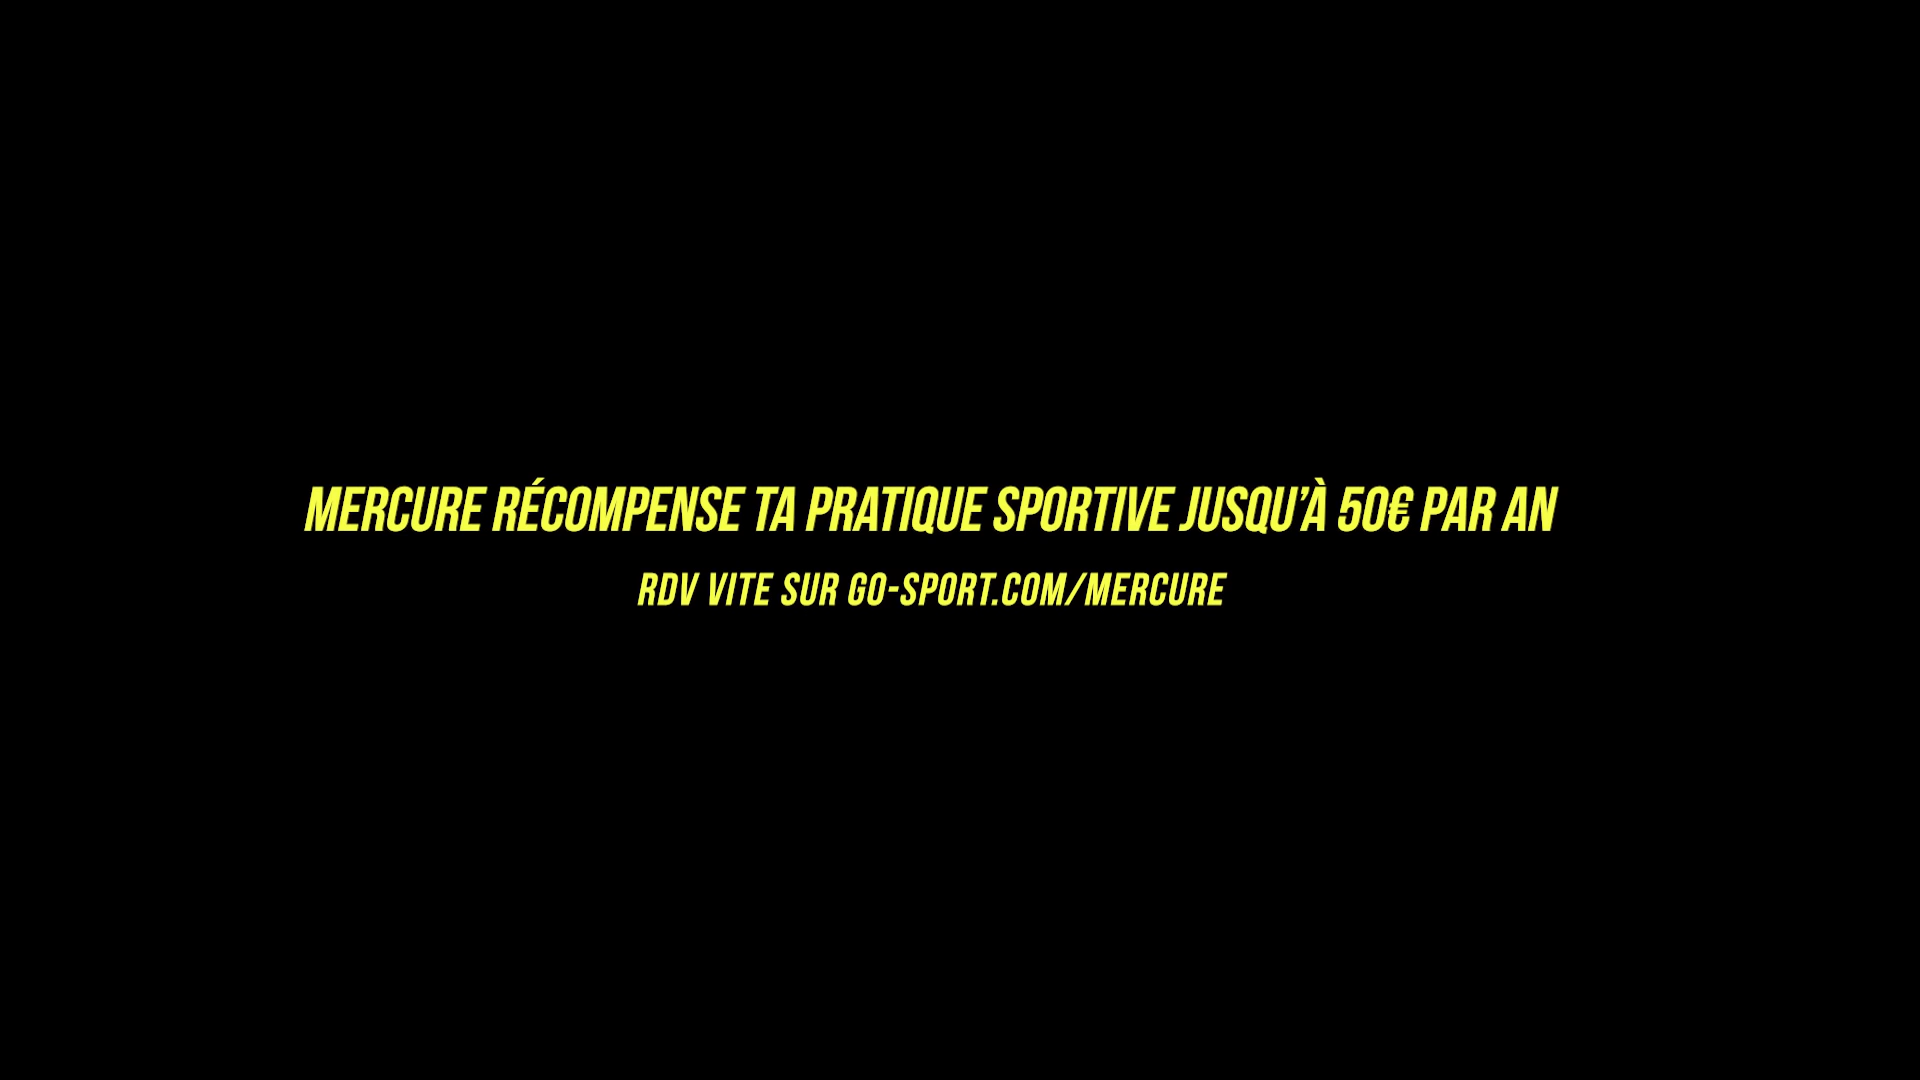 MERCURE RÉCOMPENSE TA PRATIQUE SPORTIVE JUSQU’À 50€ PAR AN
RDV VITE SUR GO-SPORT.COM/MERCURE